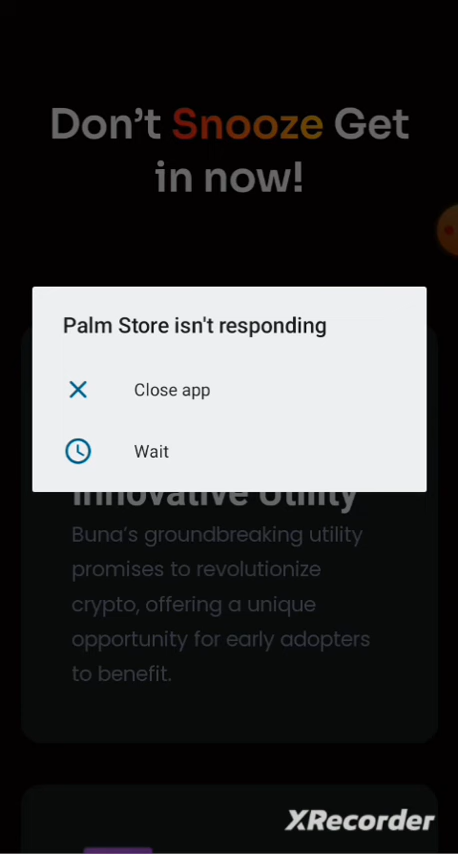 Don’t Snooze Get
in now!
Palm Store isn't responding
Close app
Wait
Innovative Utility
Buna’s groundbreaking utility
promises to revolutionize
crypto, offering a unique
opportunity for early adopters
to benefit.
XRecorder